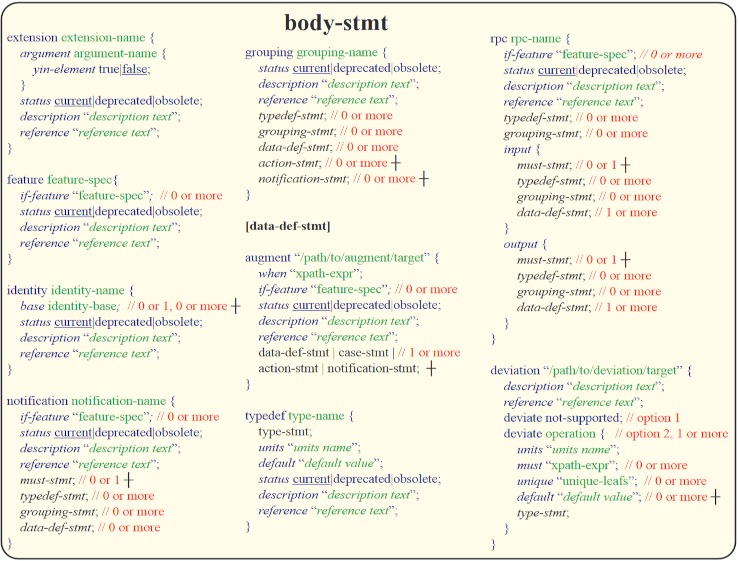 body-stmt
extension extension-name {
argument argument-name {
yin-element true|false;
}
status current|deprecated|obsolete;
description “description text”;
reference “reference text”;
}
feature feature-spec{
if-feature “feature-spec”; // 0 or more
status current|deprecated|obsolete;
description “description text”;
reference “reference text”;
}
identity identity-name {
base identity-base; // 0 or 1, 0 or more ┼
status current|deprecated|obsolete;
description “description text”;
reference “reference text”;
}
notification notification-name {
if-feature “feature-spec”; // 0 or more
status current|deprecated|obsolete;
description “description text”;
reference “reference text”;
must-stmt; // 0 or 1 ┼
typedef-stmt; // 0 or more
grouping-stmt; // 0 or more
data-def-stmt; // 0 or more
}
grouping grouping-name {
status current|deprecated|obsolete;
description “description text”;
reference “reference text”;
typedef-stmt; // 0 or more
grouping-stmt; // 0 or more
data-def-stmt; // 0 or more
action-stmt; // 0 or more ┼
notification-stmt; // 0 or more ┼
}
[data-def-stmt]
augment “/path/to/augment/target” {
when “xpath-expr”;
if-feature “feature-spec”; // 0 or more
status current|deprecated|obsolete;
description “description text”;
reference “reference text”;
data-def-stmt | case-stmt | // 1 or more
action-stmt | notification-stmt; ┼
}
typedef type-name {
type-stmt;
units “units name”;
default “default value”;
status current|deprecated|obsolete;
description “description text”;
reference “reference text”;
}
rpc rpc-name {
if-feature “feature-spec”; // 0 or more
status current|deprecated|obsolete;
description “description text”;
reference “reference text”;
typedef-stmt; // 0 or more
grouping-stmt; // 0 or more
input {
must-stmt; // 0 or 1 ┼
typedef-stmt; // 0 or more
grouping-stmt; // 0 or more
data-def-stmt; // 1 or more
}
output {
must-stmt; // 0 or 1 ┼
typedef-stmt; // 0 or more
grouping-stmt; // 0 or more
data-def-stmt; // 1 or more
}
}
deviation “/path/to/deviation/target” {
description “description text”;
reference “reference text”;
deviate not-supported; // option 1
deviate operation { // option 2, 1 or more
units “units name”;
must “xpath-expr”; // 0 or more
unique “unique-leafs”; // 0 or more
default “default value”; // 0 or more ┼
type-stmt;
}
}